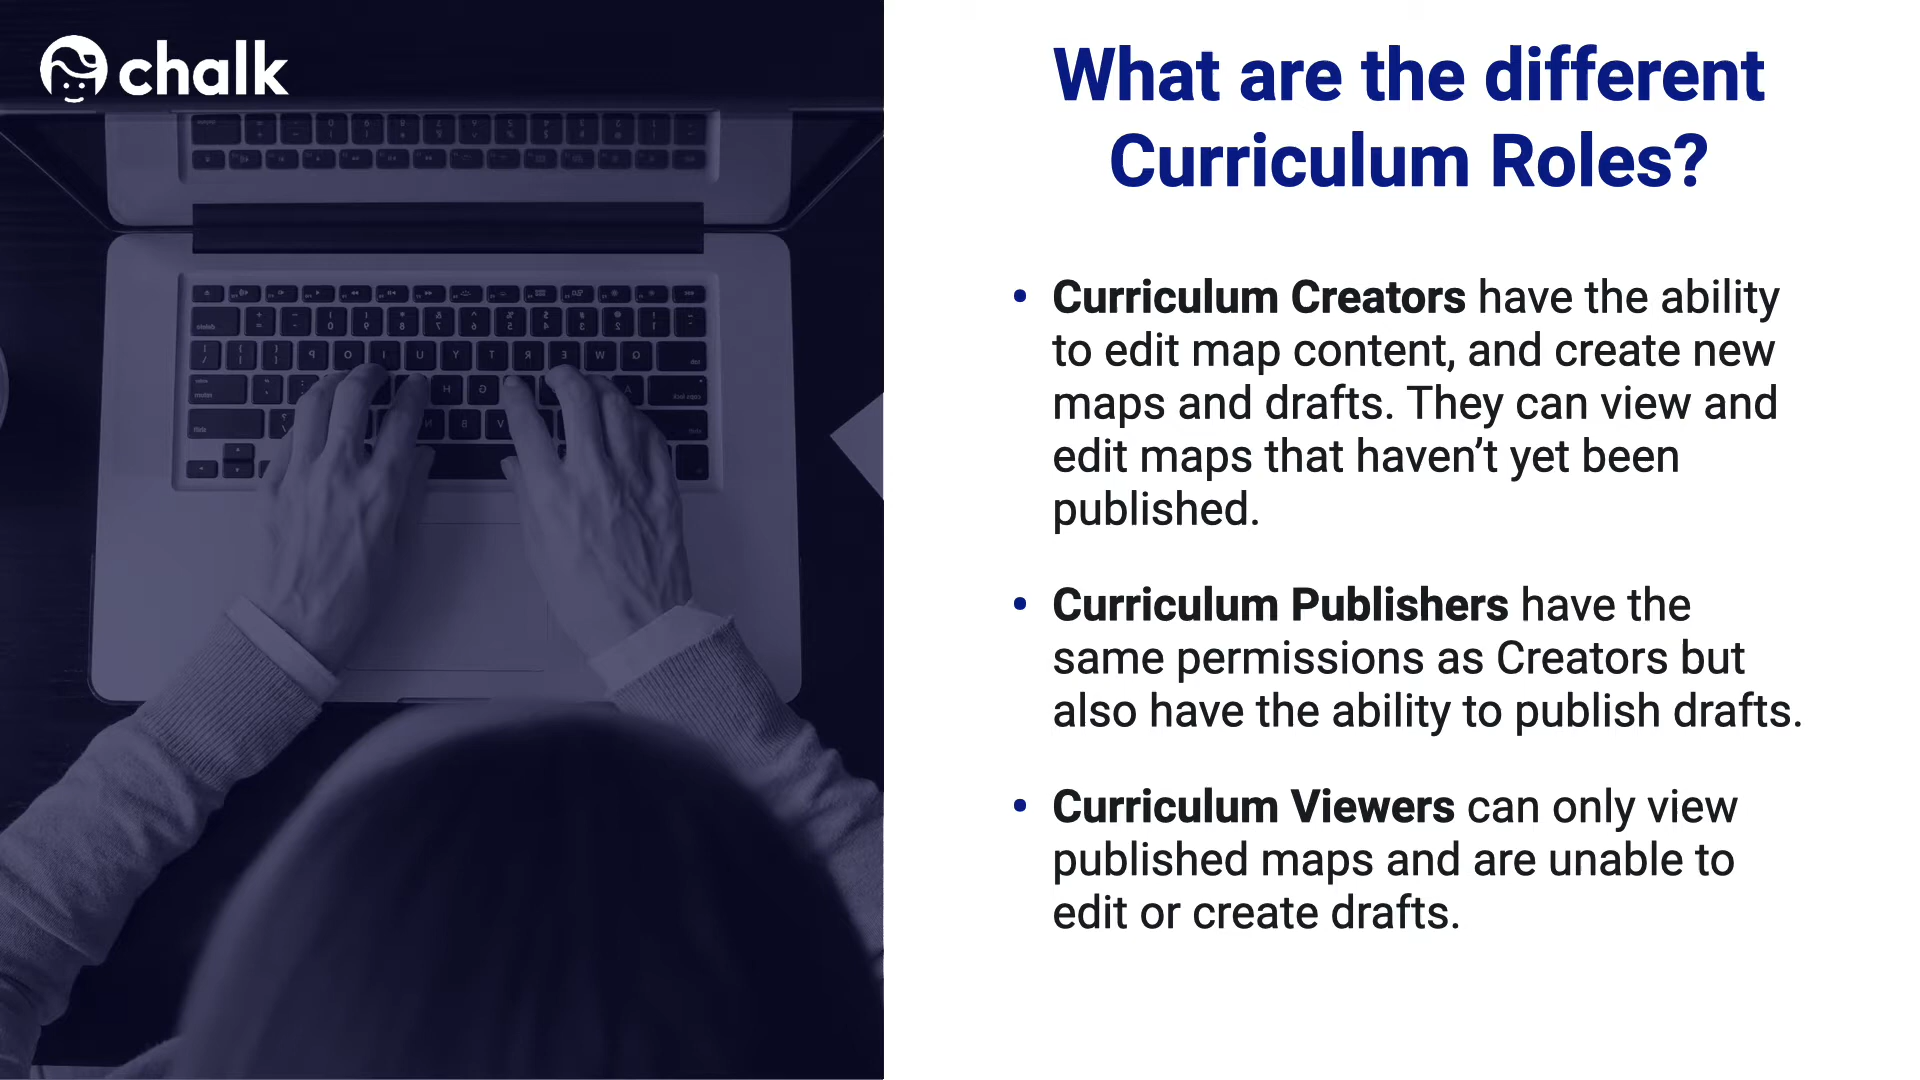 chalk
What are the different
Curriculum Roles?
• Curriculum Creators have the ability
to edit map content, and create new
maps and drafts. They can view and
edit maps that haven’t yet been
published.
• Curriculum Publishers have the
same permissions as Creators but
also have the ability to publish drafts.
• Curriculum Viewers can only view
published maps and are unable to
edit or create drafts.